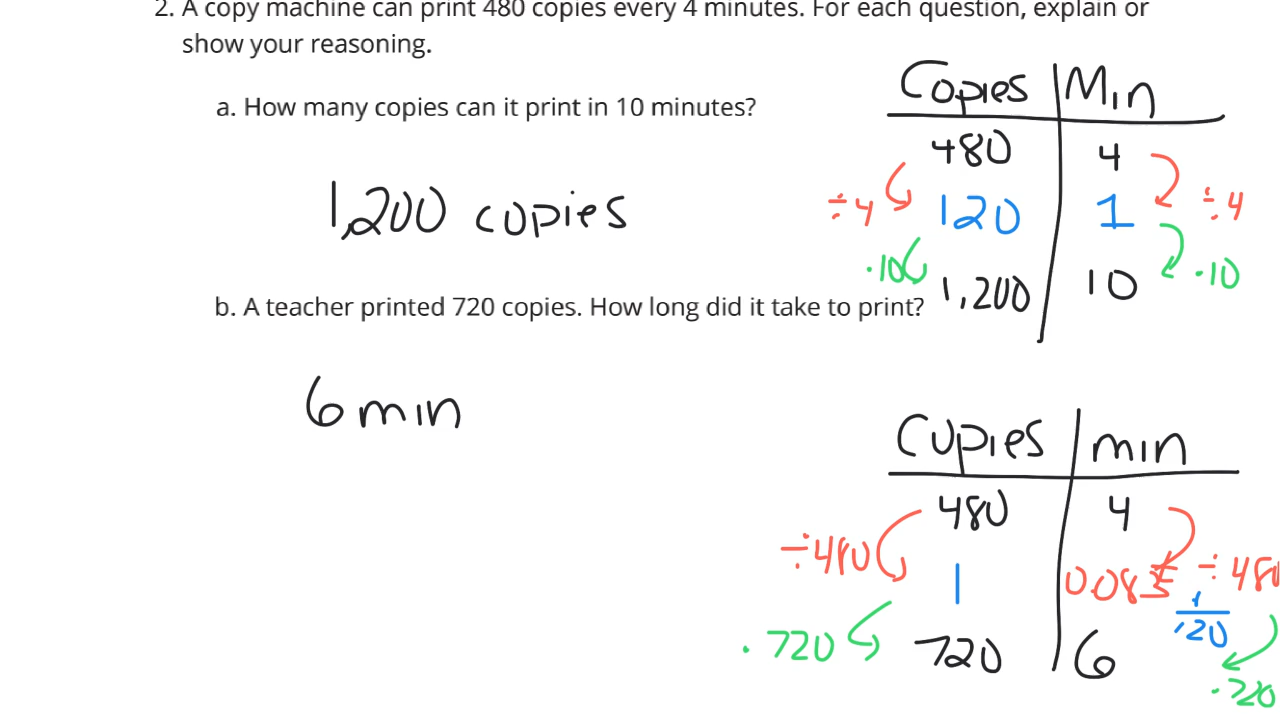 2. A copy machine can print 480 copies every 4 minutes. For each question, explain or
show your reasoning.
a. How many copies can it print in 10 minutes?
1,200 copies
Copies Min
480 4
÷4 120 1 ÷4
·10 1,200 10 ·10
b. A teacher printed 720 copies. How long did it take to print?
6 min
Copies min
480 4
÷480 1 ÷480
1/120
·720 720 6 ·720